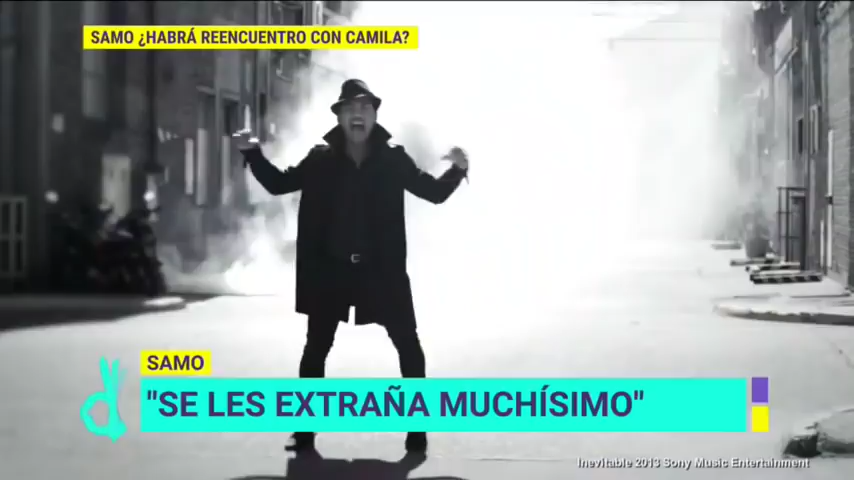 SAMO ¿HABRÁ REENCUENTRO CON CAMILA?
SAMO
"SE LES EXTRAÑA MUCHÍSIMO"
Inevitable 2013 Sony Music Entertainment